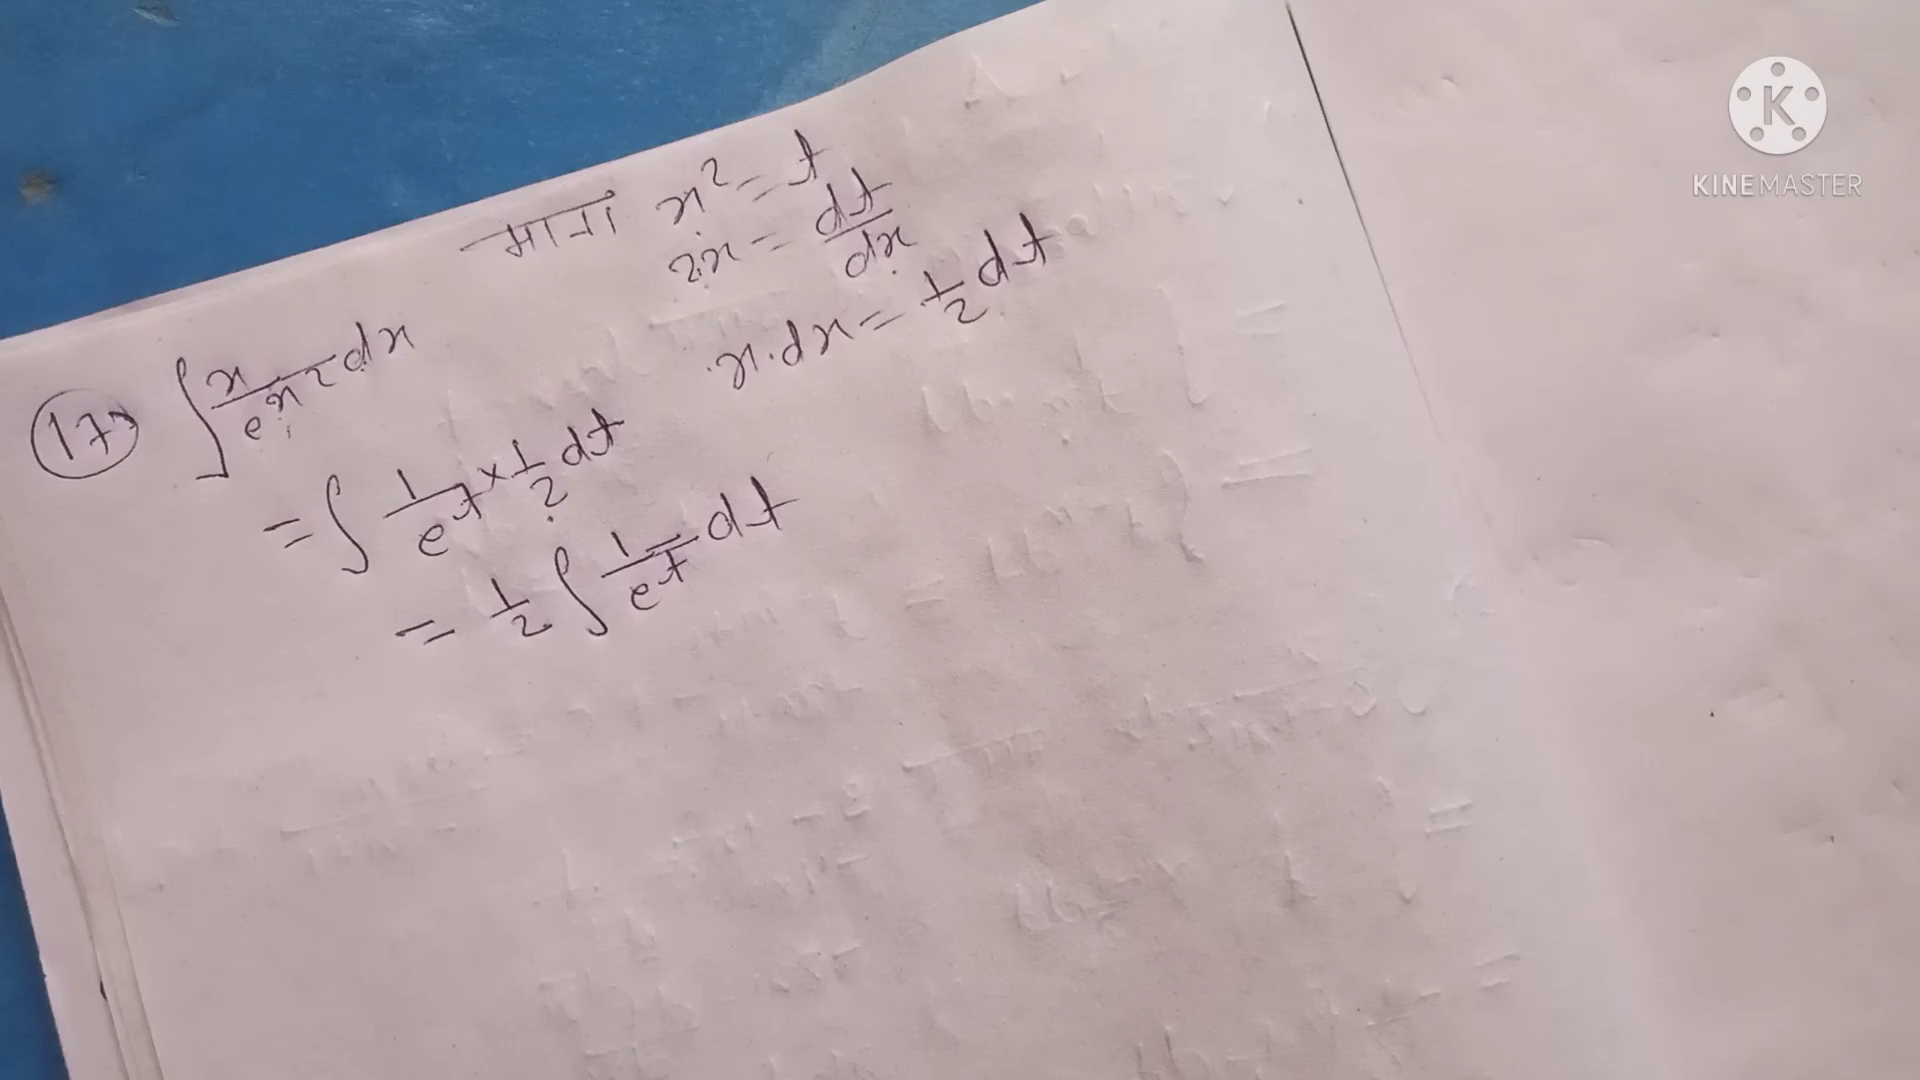 माना x² = t
2x = dt/dx
x.dx = 1/2 dt
17) ∫ x/e^x² dx
= ∫ 1/e^t × 1/2 dt
= 1/2 ∫ 1/e^t dt
KINEMASTER